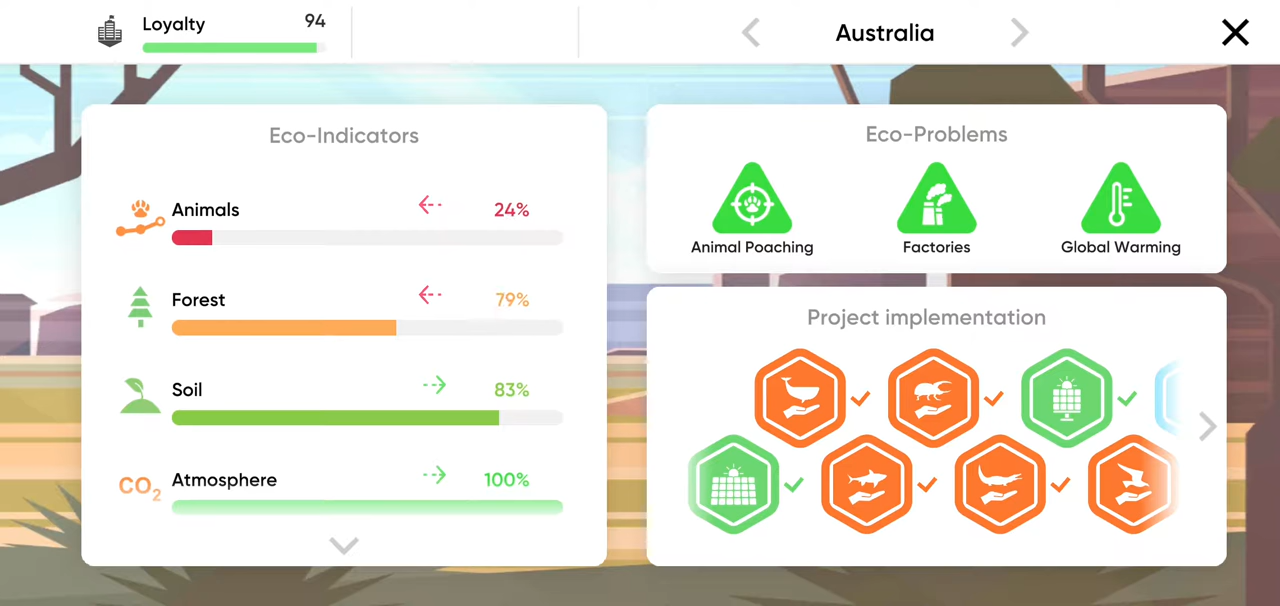 Loyalty 94
Australia
Eco-Indicators
Animals 24%
Forest 79%
Soil 83%
CO2 Atmosphere 100%
Eco-Problems
Animal Poaching Factories Global Warming
Project implementation